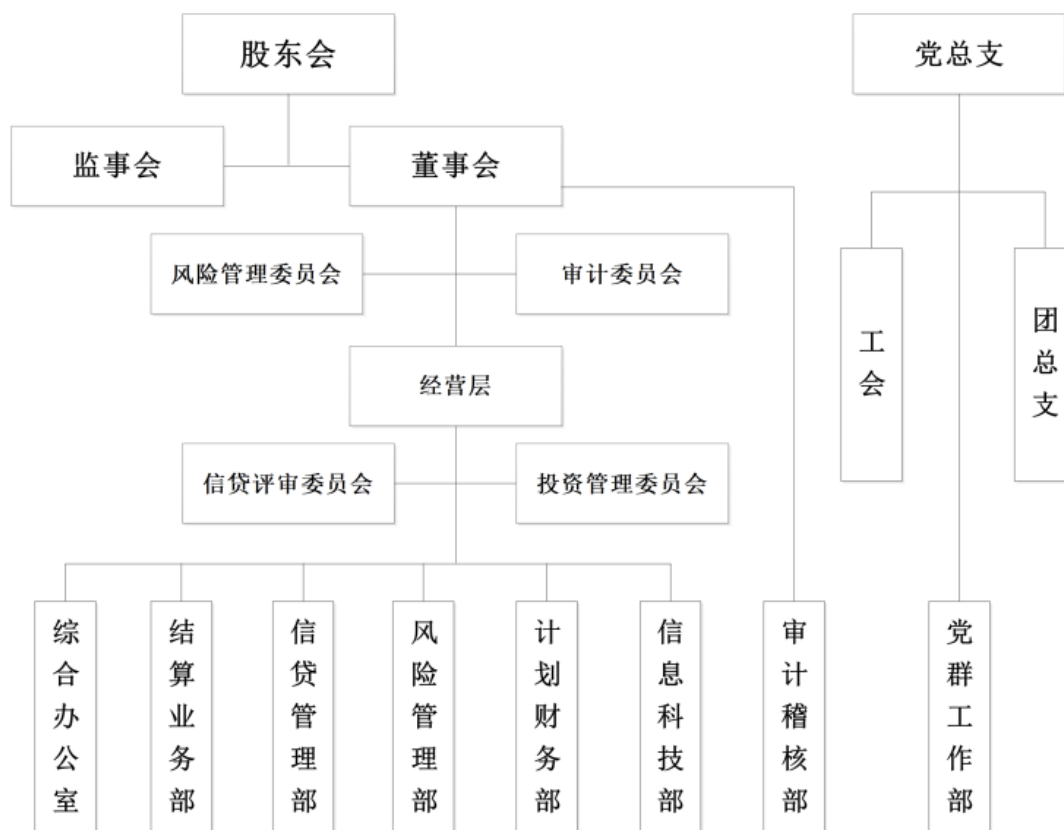 股东会
党总支
监事会
董事会
风险管理委员会
审计委员会
经营层
工会
团总支
信贷评审委员会
投资管理委员会
综合办公室
结算业务部
信贷管理部
风险管理部
计划财务部
信息科技部
审计稽核部
党群工作部